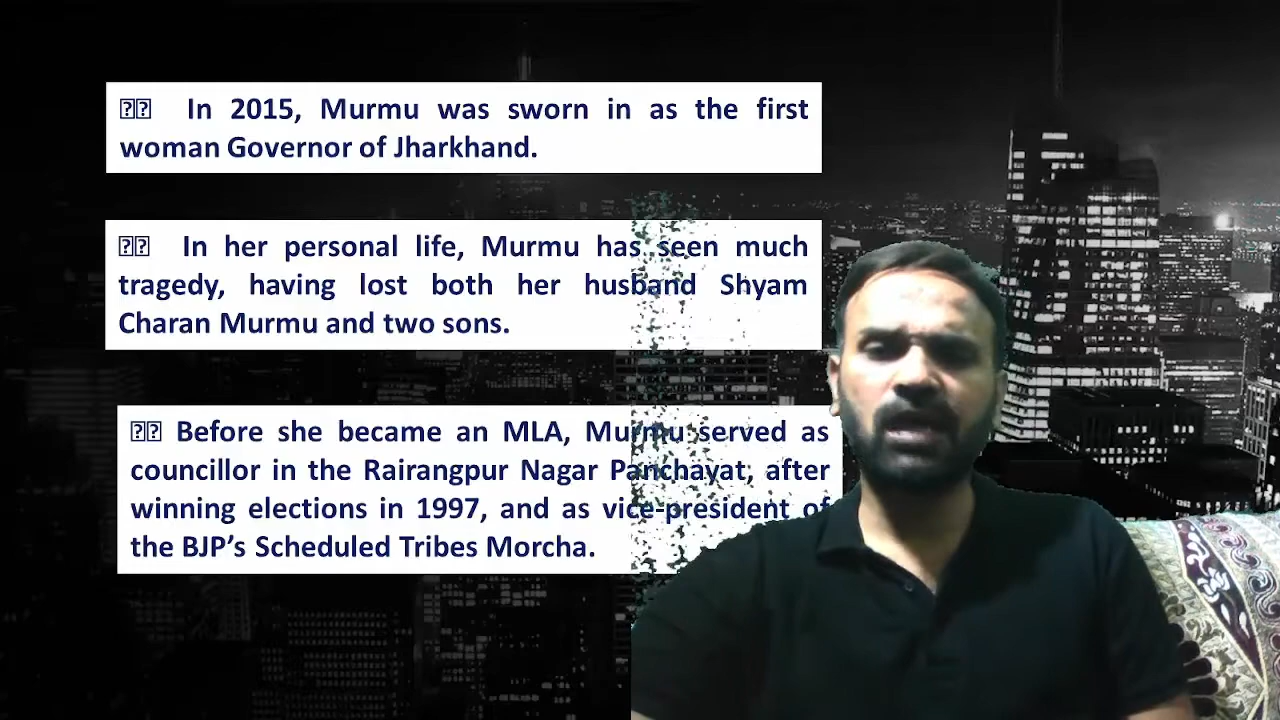 In 2015, Murmu was sworn in as the first
woman Governor of Jharkhand.
In her personal life, Murmu has seen much
tragedy, having lost both her husband Shyam
Charan Murmu and two sons.
Before she became an MLA, Murmu served as
councillor in the Rairangpur Nagar Panchayat, after
winning elections in 1997, and as vice-president of
the BJP’s Scheduled Tribes Morcha.